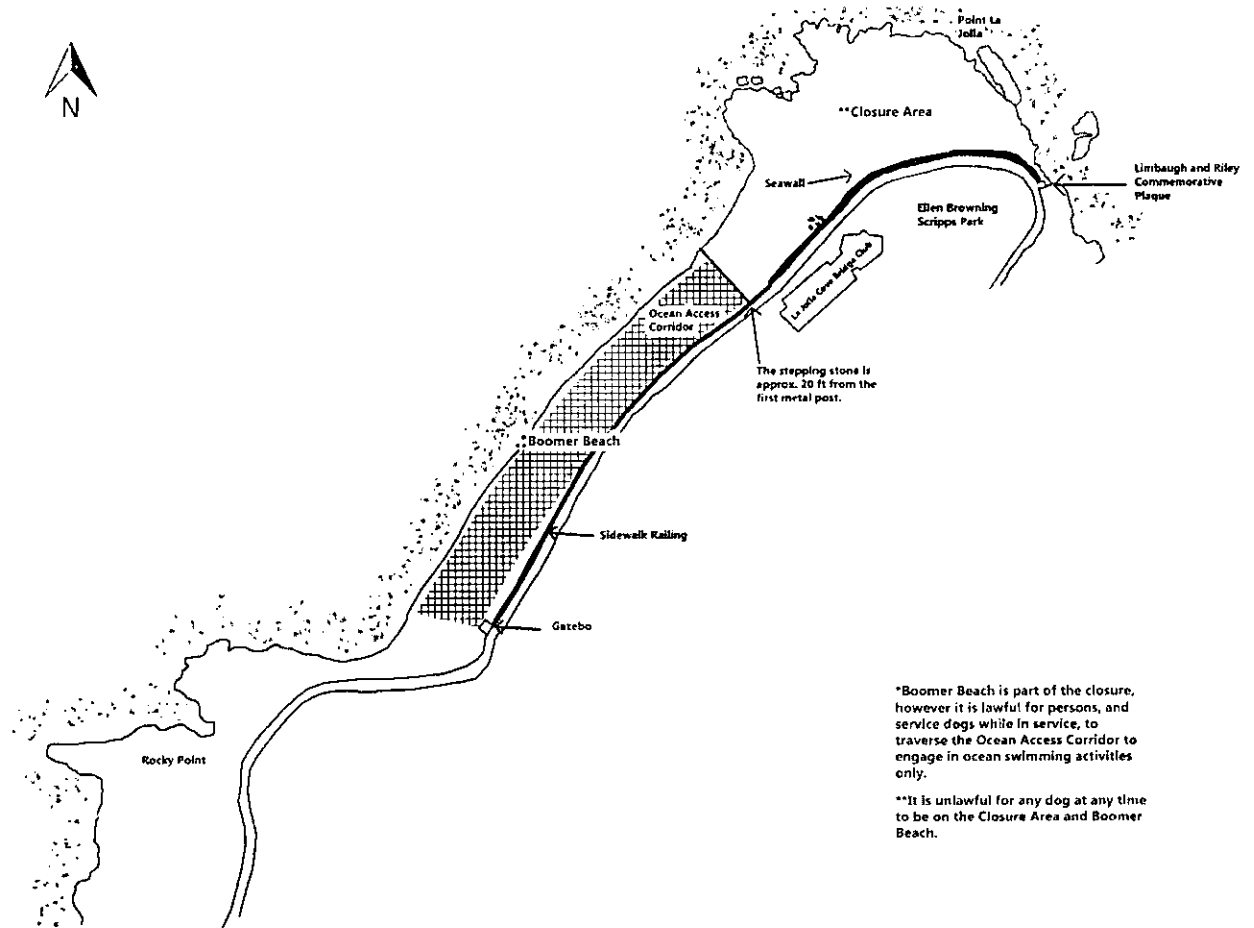 Point La
Jolla
**Closure Area
Limbaugh and Riley
Commemorative
Plaque
Seawall
Ellen Browning
Scripps Park
La Jolla Cove Bridge Club
Ocean Access
Corridor
The stepping stone is
approx. 20 ft from the
first metal post.
Boomer Beach
Sidewalk Railing
Gazebo
Rocky Point
N
*Boomer Beach is part of the closure,
however it is lawful for persons, and
service dogs while in service, to
traverse the Ocean Access Corridor to
engage in ocean swimming activities
only.
**It is unlawful for any dog at any time
to be on the Closure Area and Boomer
Beach.